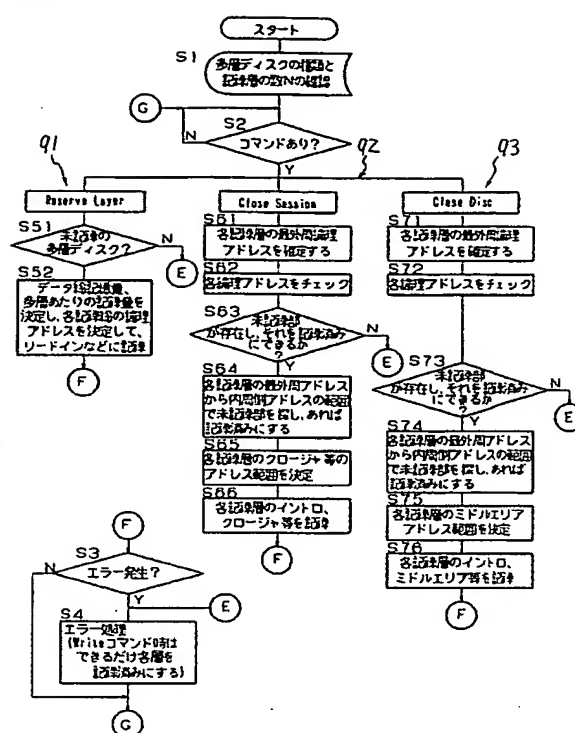 スタート
S1
多層ディスクの種類と
記録層の数Nの確認
G
S2
N
コマンドあり?
Y
91
92
93
Reserve Layer
Close Session
Close Disc
S51
未記録の
多層ディスク?
N
E
S52
データ総記録量、
多層あたりの記録量を
決定し、各記録層の論理
アドレスを決定して、
リードインなどに記録
F
S61
各記録層の最外周論理
アドレスを確定する
S62
各論理アドレスをチェック
S63
未記録部
が存在し、それを記録済み
にできるか
?
N
E
Y
S64
各記録層の最外周アドレス
から内周側アドレスの範囲
で未記録部を探し、あれば
記録済みにする
S65
各記録層のクロージャ等の
アドレス範囲を決定
S66
各記録層のイントロ、
クロージャ等を記録
F
S71
各記録層の最外周論理
アドレスを確定する
S72
各論理アドレスをチェック
S73
未記録部
が存在し、それを記録済み
にできるか
?
N
E
Y
S74
各記録層の最外周アドレス
から内周側アドレスの範囲
で未記録部を探し、あれば
記録済みにする
S75
各記録層のミドルエリア
アドレス範囲を決定
S76
各記録層のイントロ、
ミドルエリア等を記録
F
F
S3
N
エラー発生?
Y
E
S4
エラー処理
(Writeコマンド時は
できるだけ各層を
記録済みにする)
G